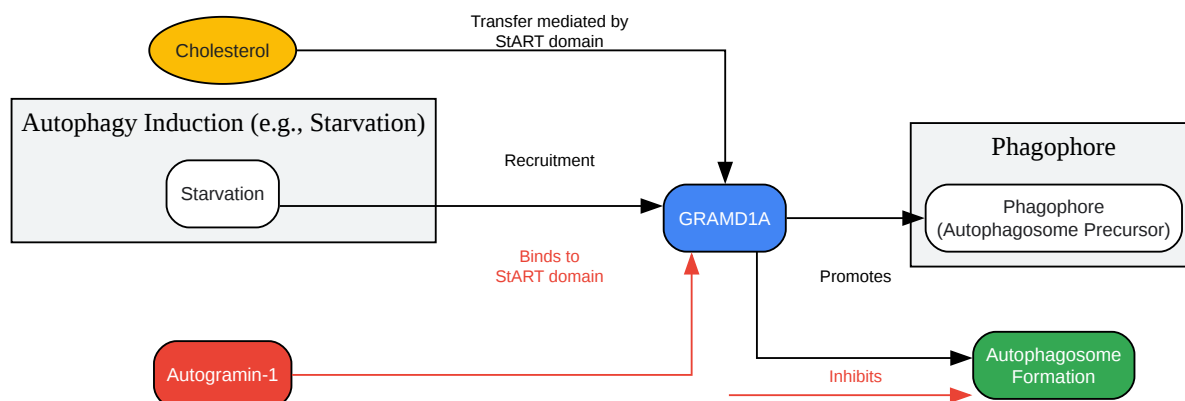 Transfer mediated by
StART domain
Cholesterol
Autophagy Induction (e.g., Starvation)
Starvation
Recruitment
GRAMD1A
Phagophore
Phagophore
(Autophagosome Precursor)
Binds to
StART domain
Promotes
Autogramin-1
Inhibits
Autophagosome
Formation